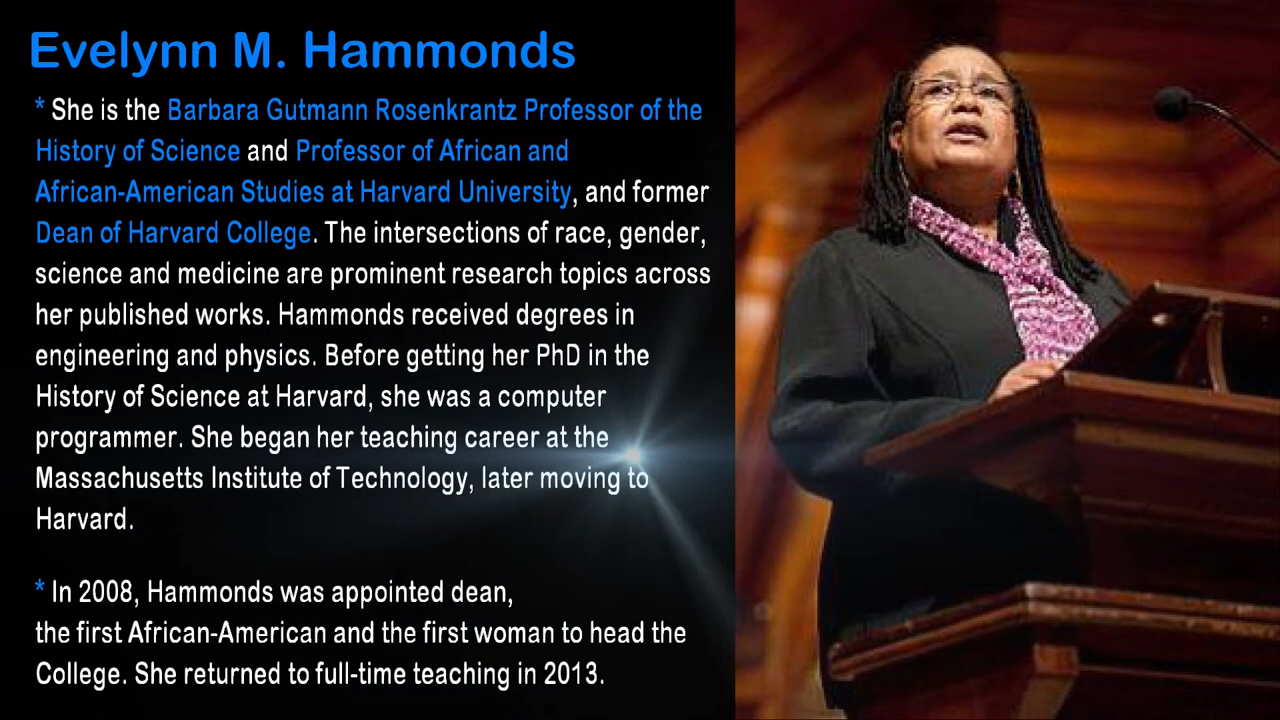 Evelynn M. Hammonds
* She is the Barbara Gutmann Rosenkrantz Professor of the
History of Science and Professor of African and
African-American Studies at Harvard University, and former
Dean of Harvard College. The intersections of race, gender,
science and medicine are prominent research topics across
her published works. Hammonds received degrees in
engineering and physics. Before getting her PhD in the
History of Science at Harvard, she was a computer
programmer. She began her teaching career at the
Massachusetts Institute of Technology, later moving to
Harvard.
* In 2008, Hammonds was appointed dean,
the first African-American and the first woman to head the
College. She returned to full-time teaching in 2013.